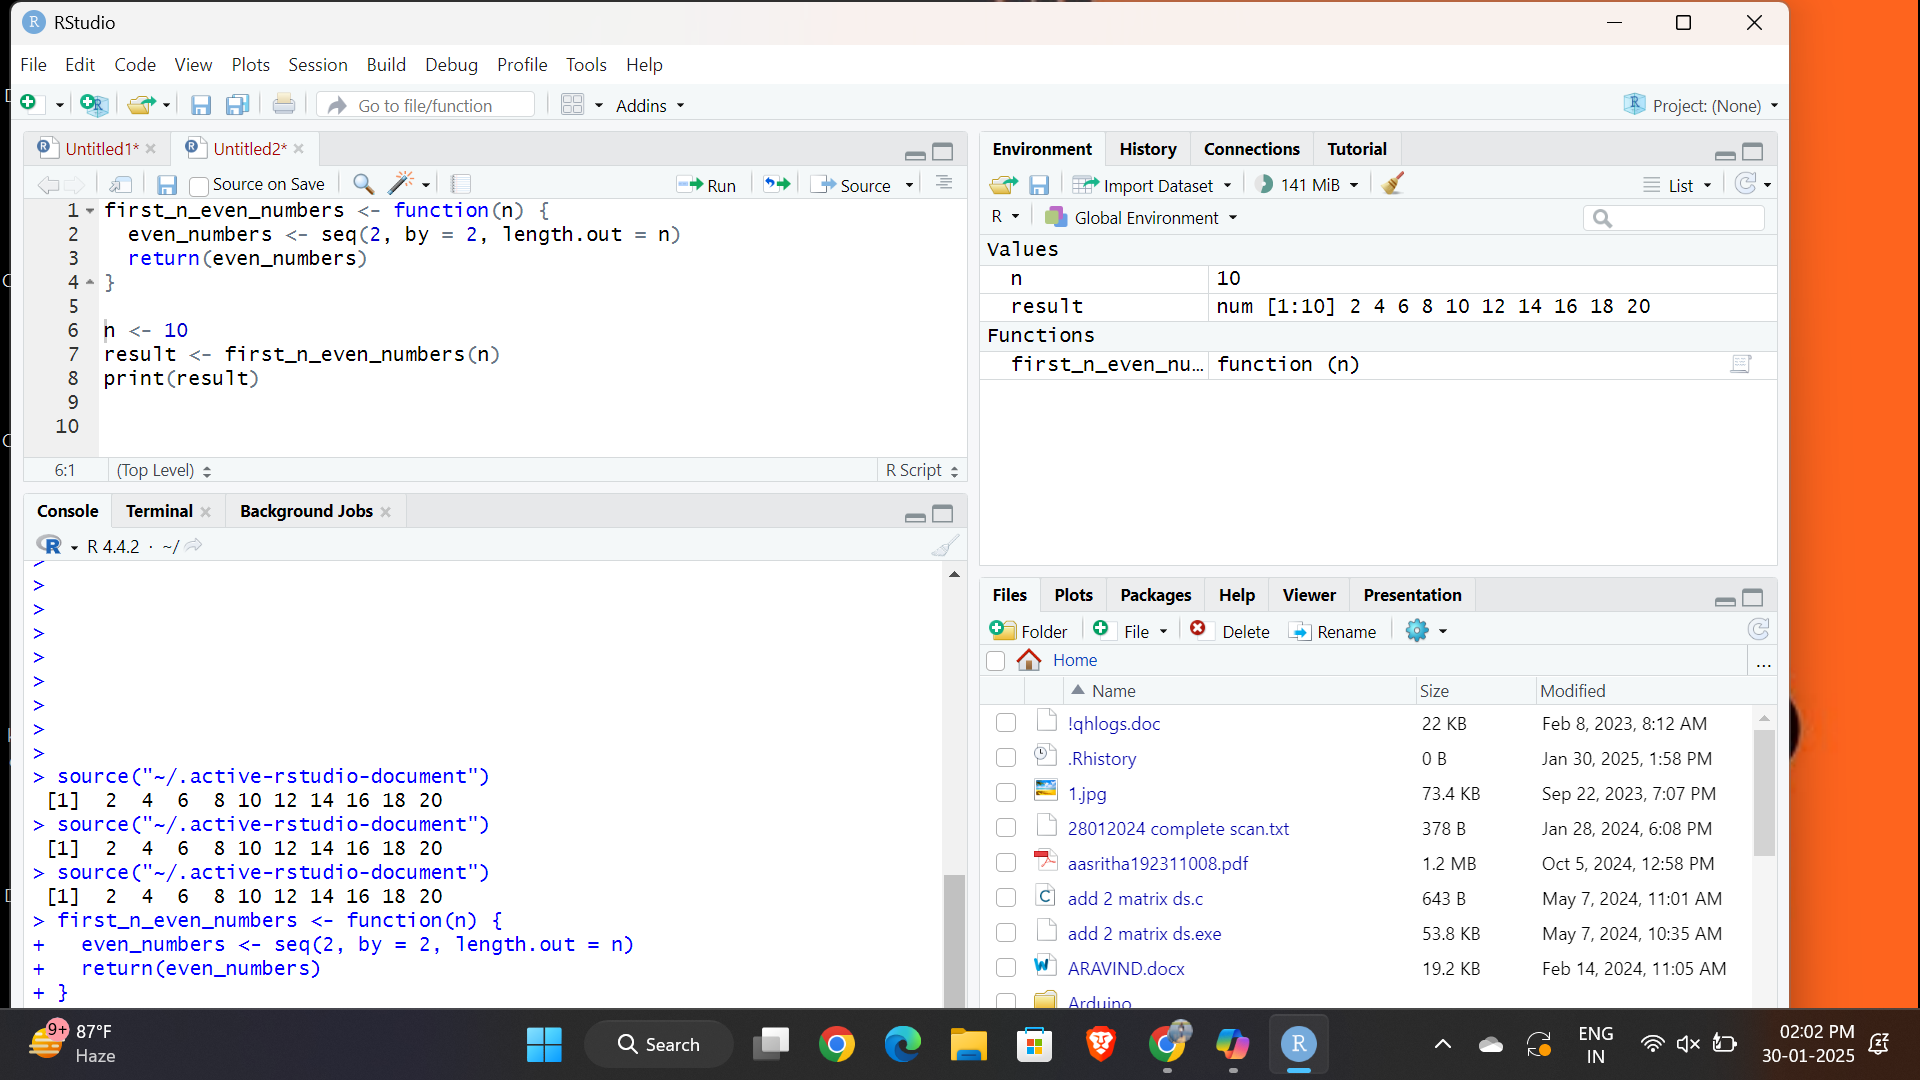 RStudio
File Edit Code View Plots Session Build Debug Profile Tools Help
Go to file/function Addins Project: (None)
Untitled1* Untitled2*
Source on Save Run Source
1 first_n_even_numbers <- function(n) {
2 even_numbers <- seq(2, by = 2, length.out = n)
3 return(even_numbers)
4 }
5
6 n <- 10
7 result <- first_n_even_numbers(n)
8 print(result)
9
10
6:1 (Top Level) R Script
Console Terminal Background Jobs
R 4.4.2 · ~/
>
>
>
>
>
>
>
>
>
> source("~/.active-rstudio-document")
[1] 2 4 6 8 10 12 14 16 18 20
> source("~/.active-rstudio-document")
[1] 2 4 6 8 10 12 14 16 18 20
> source("~/.active-rstudio-document")
[1] 2 4 6 8 10 12 14 16 18 20
> first_n_even_numbers <- function(n) {
+ even_numbers <- seq(2, by = 2, length.out = n)
+ return(even_numbers)
+ }
Environment History Connections Tutorial
Import Dataset 141 MiB List
R Global Environment
Values
n 10
result num [1:10] 2 4 6 8 10 12 14 16 18 20
Functions
first_n_even_nu... function (n)
Files Plots Packages Help Viewer Presentation
Folder File Delete Rename
Home ...
Name Size Modified
!qhlogs.doc 22 KB Feb 8, 2023, 8:12 AM
.Rhistory 0 B Jan 30, 2025, 1:58 PM
1.jpg 73.4 KB Sep 22, 2023, 7:07 PM
28012024 complete scan.txt 378 B Jan 28, 2024, 6:08 PM
aasritha192311008.pdf 1.2 MB Oct 5, 2024, 12:58 PM
add 2 matrix ds.c 643 B May 7, 2024, 11:01 AM
add 2 matrix ds.exe 53.8 KB May 7, 2024, 10:35 AM
ARAVIND.docx 19.2 KB Feb 14, 2024, 11:05 AM
Arduino
9+ 87°F
Haze
Search
ENG
IN
02:02 PM
30-01-2025